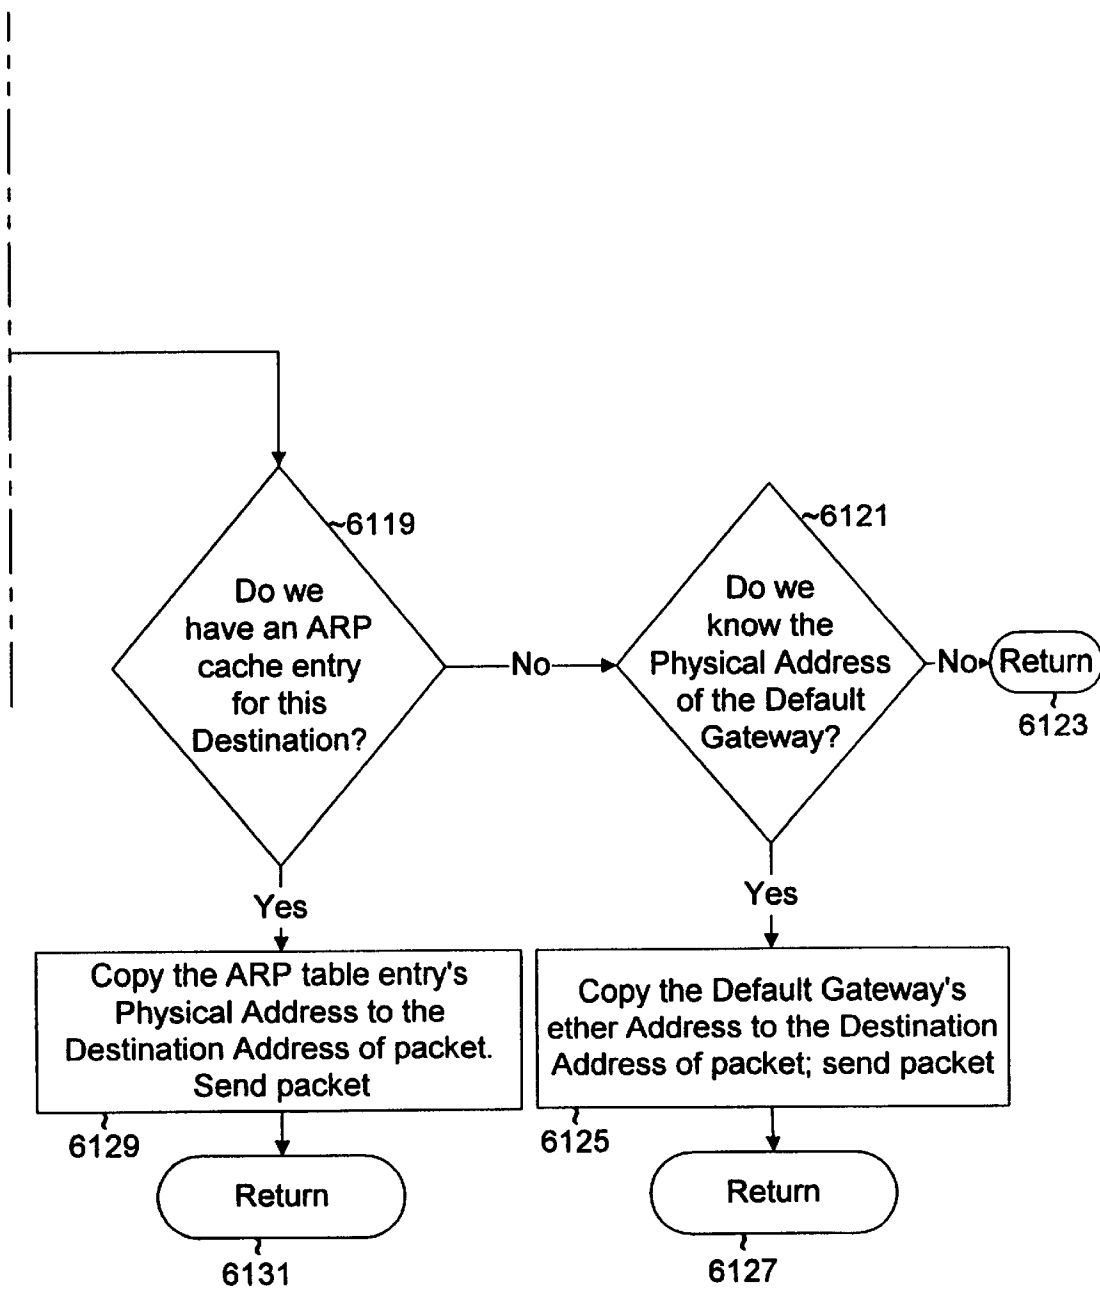 ~6119
Do we
have an ARP
cache entry
for this
Destination?
No
~6121
Do we
know the
Physical Address
of the Default
Gateway?
No
Return
6123
Yes
Yes
Copy the ARP table entry's
Physical Address to the
Destination Address of packet.
Send packet
6129
Copy the Default Gateway's
ether Address to the Destination
Address of packet; send packet
6125
Return
6131
Return
6127